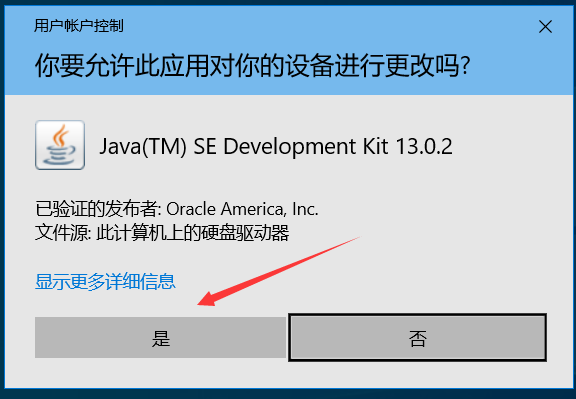 用户帐户控制
你要允许此应用对你的设备进行更改吗?
Java(TM) SE Development Kit 13.0.2
已验证的发布者: Oracle America, Inc.
文件源: 此计算机上的硬盘驱动器
显示更多详细信息
是
否